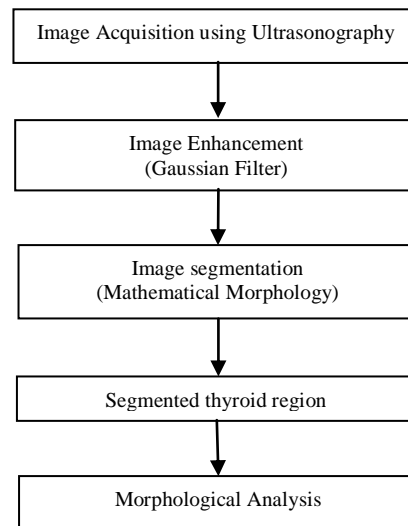 Image Acquisition using Ultrasonography
Image Enhancement
(Gaussian Filter)
Image segmentation
(Mathematical Morphology)
Segmented thyroid region
Morphological Analysis